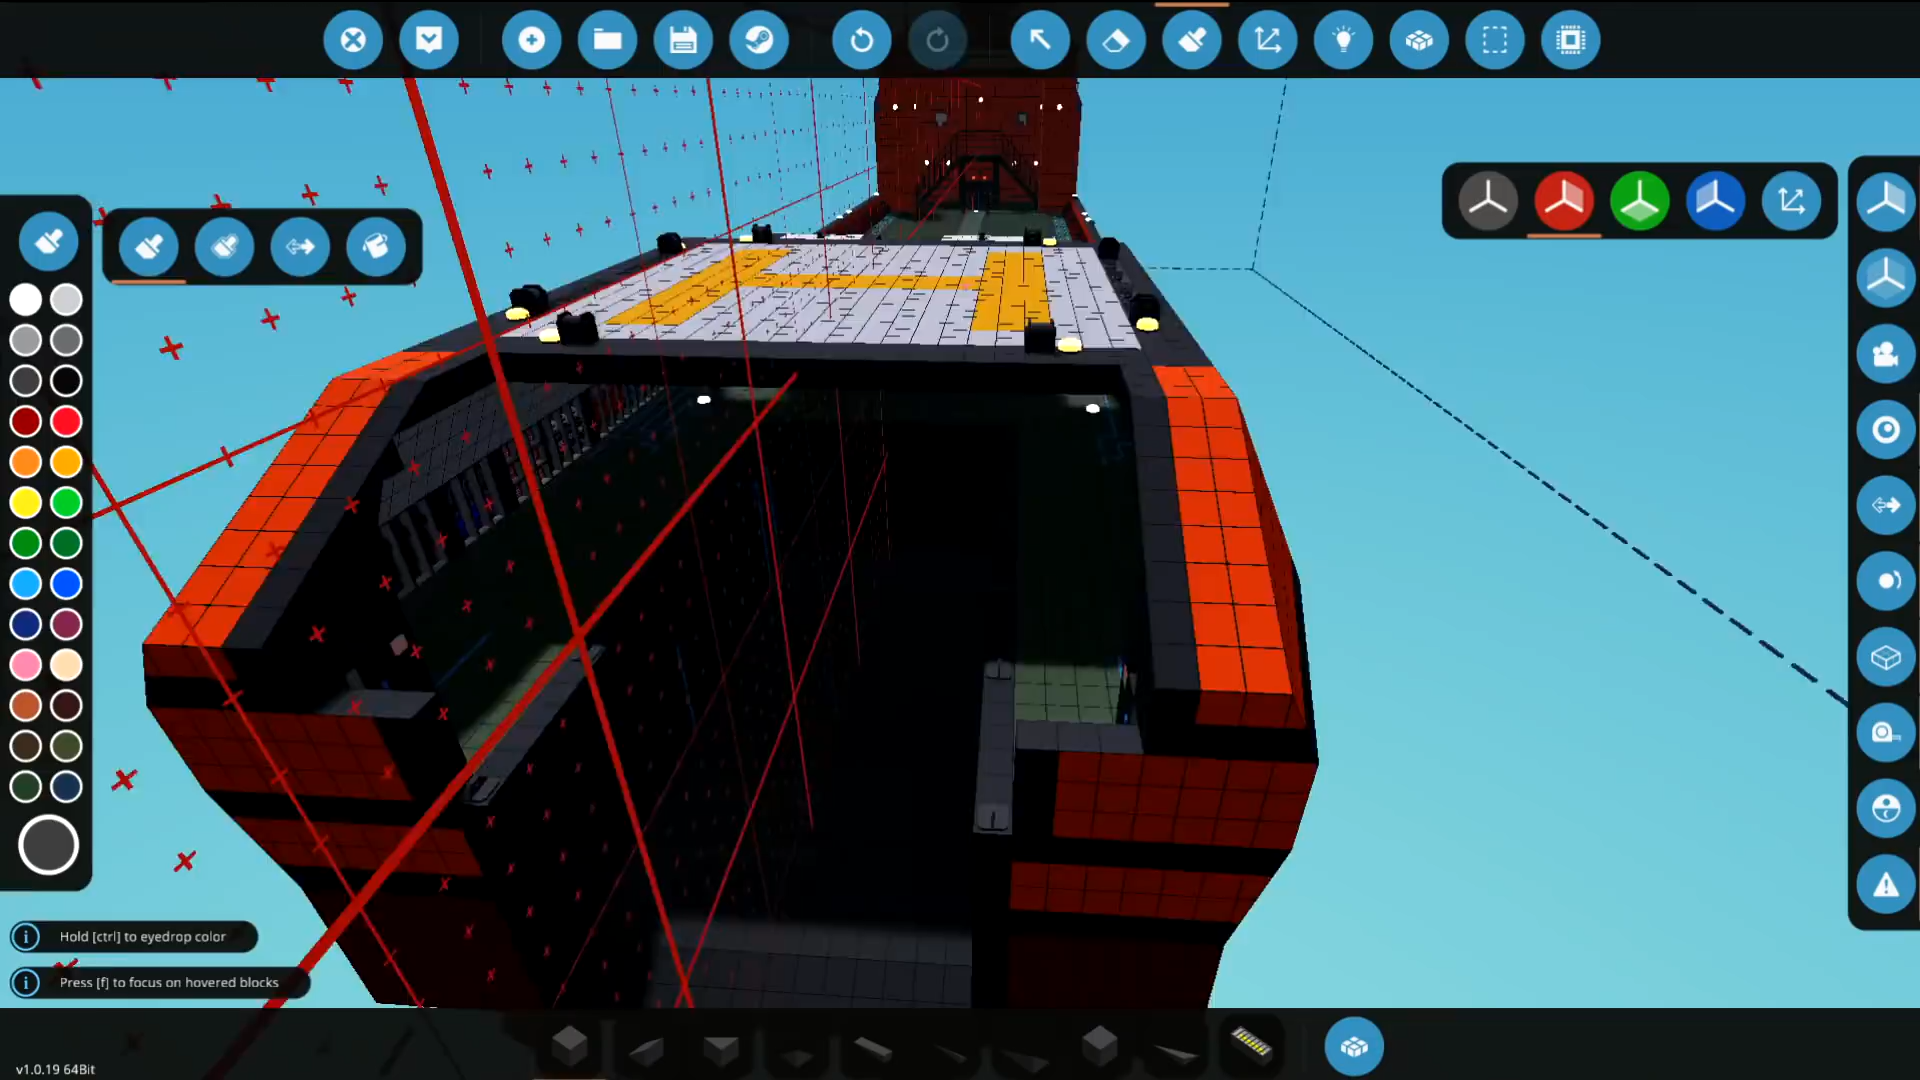 Hold [ctrl] to eyedrop color
Press [f] to focus on hovered blocks
v1.0.19 64Bit